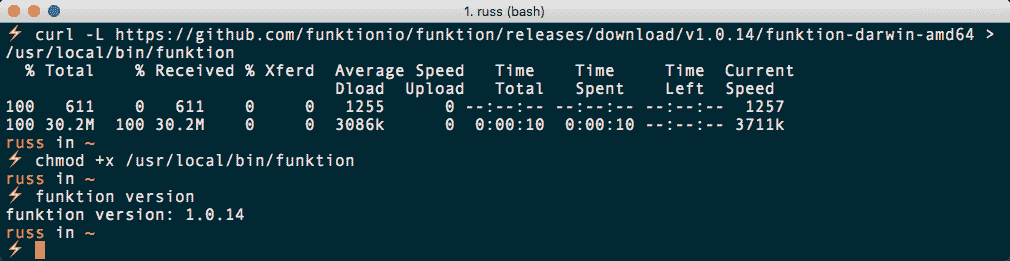 1. russ (bash)
⚡ curl -L https://github.com/funktionio/funktion/releases/download/v1.0.14/funktion-darwin-amd64 >
/usr/local/bin/funktion
  % Total    % Received % Xferd  Average Speed   Time    Time     Time  Current
                                 Dload  Upload   Total   Spent    Left  Speed
100   611    0   611    0     0   1255      0 --:--:-- --:--:-- --:--:--  1257
100 30.2M  100 30.2M    0     0  3086k      0  0:00:10  0:00:10 --:--:-- 3711k
russ in ~
⚡ chmod +x /usr/local/bin/funktion
russ in ~
⚡ funktion version
funktion version: 1.0.14
russ in ~
⚡